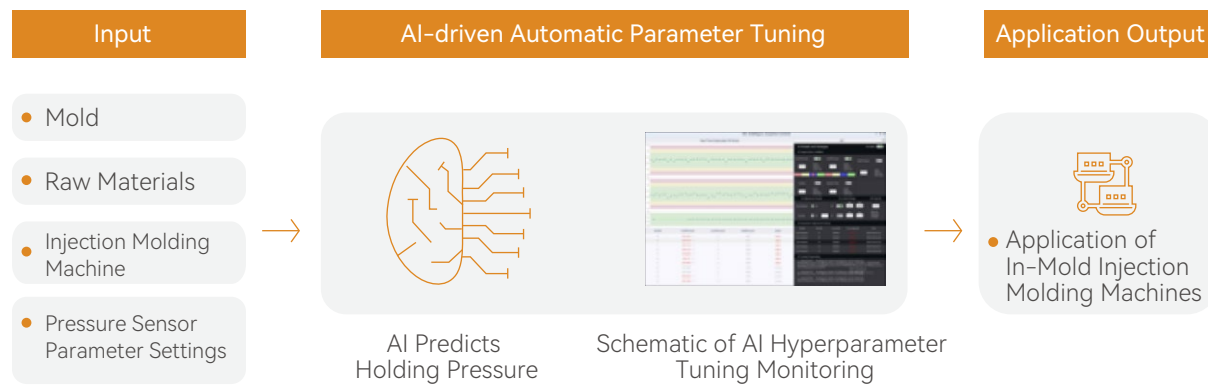 Input
AI-driven Automatic Parameter Tuning
Application Output
Mold
Raw Materials
Injection Molding
Machine
Pressure Sensor
Parameter Settings
AI Predicts
Holding Pressure
Schematic of AI Hyperparameter
Tuning Monitoring
Application of
In-Mold Injection
Molding Machines